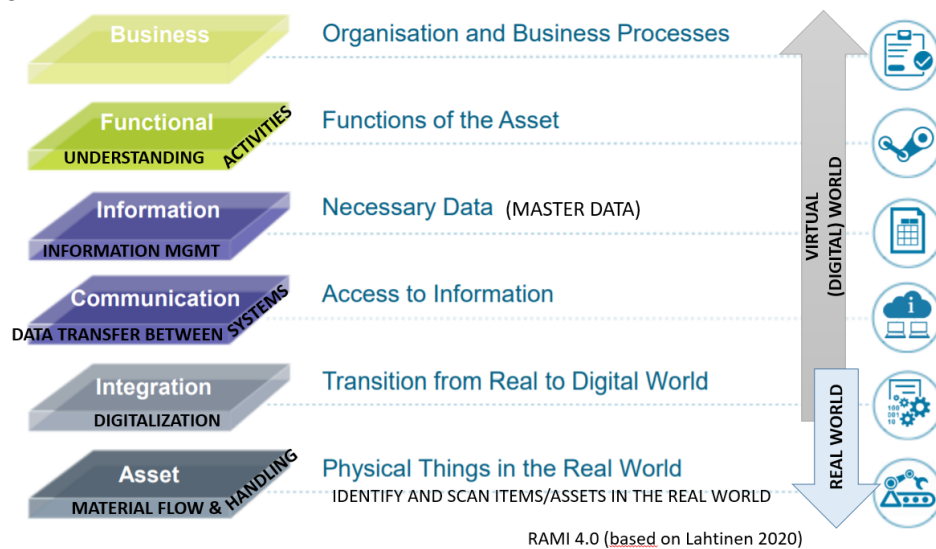 Business
Organisation and Business Processes
Functional
UNDERSTANDING ACTIVITIES
Functions of the Asset
Information
INFORMATION MGMT
Necessary Data (MASTER DATA)
Communication
DATA TRANSFER BETWEEN SYSTEMS
Access to Information
i
Integration
DIGITALIZATION
Transition from Real to Digital World
100
001
10
Asset
MATERIAL FLOW & HANDLING
Physical Things in the Real World
IDENTIFY AND SCAN ITEMS/ASSETS IN THE REAL WORLD
VIRTUAL
(DIGITAL) WORLD
REAL WORLD
RAMI 4.0 (based on Lahtinen 2020)